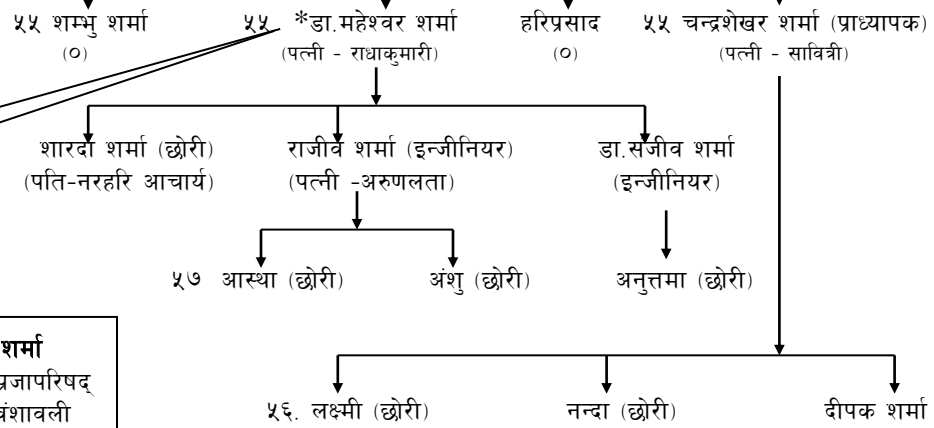 ५५ शम्भु शर्मा ५५ *डा.महेश्वर शर्मा हरिप्रसाद ५५ चन्द्रशेखर शर्मा (प्राध्यापक)
(०) (पत्नी - राधाकुमारी) (०) (पत्नी - सावित्री)
शारदा शर्मा (छोरी) राजीव शर्मा (इन्जीनियर) डा.संजीव शर्मा
(पति-नरहरि आचार्य) (पत्नी -अरुणलता) (इन्जीनियर)
५७ आस्था (छोरी) अंशु (छोरी) अनुत्तमा (छोरी)
शर्मा
प्रजापरिषद्
वंशावली
५६. लक्ष्मी (छोरी) नन्दा (छोरी) दीपक शर्मा